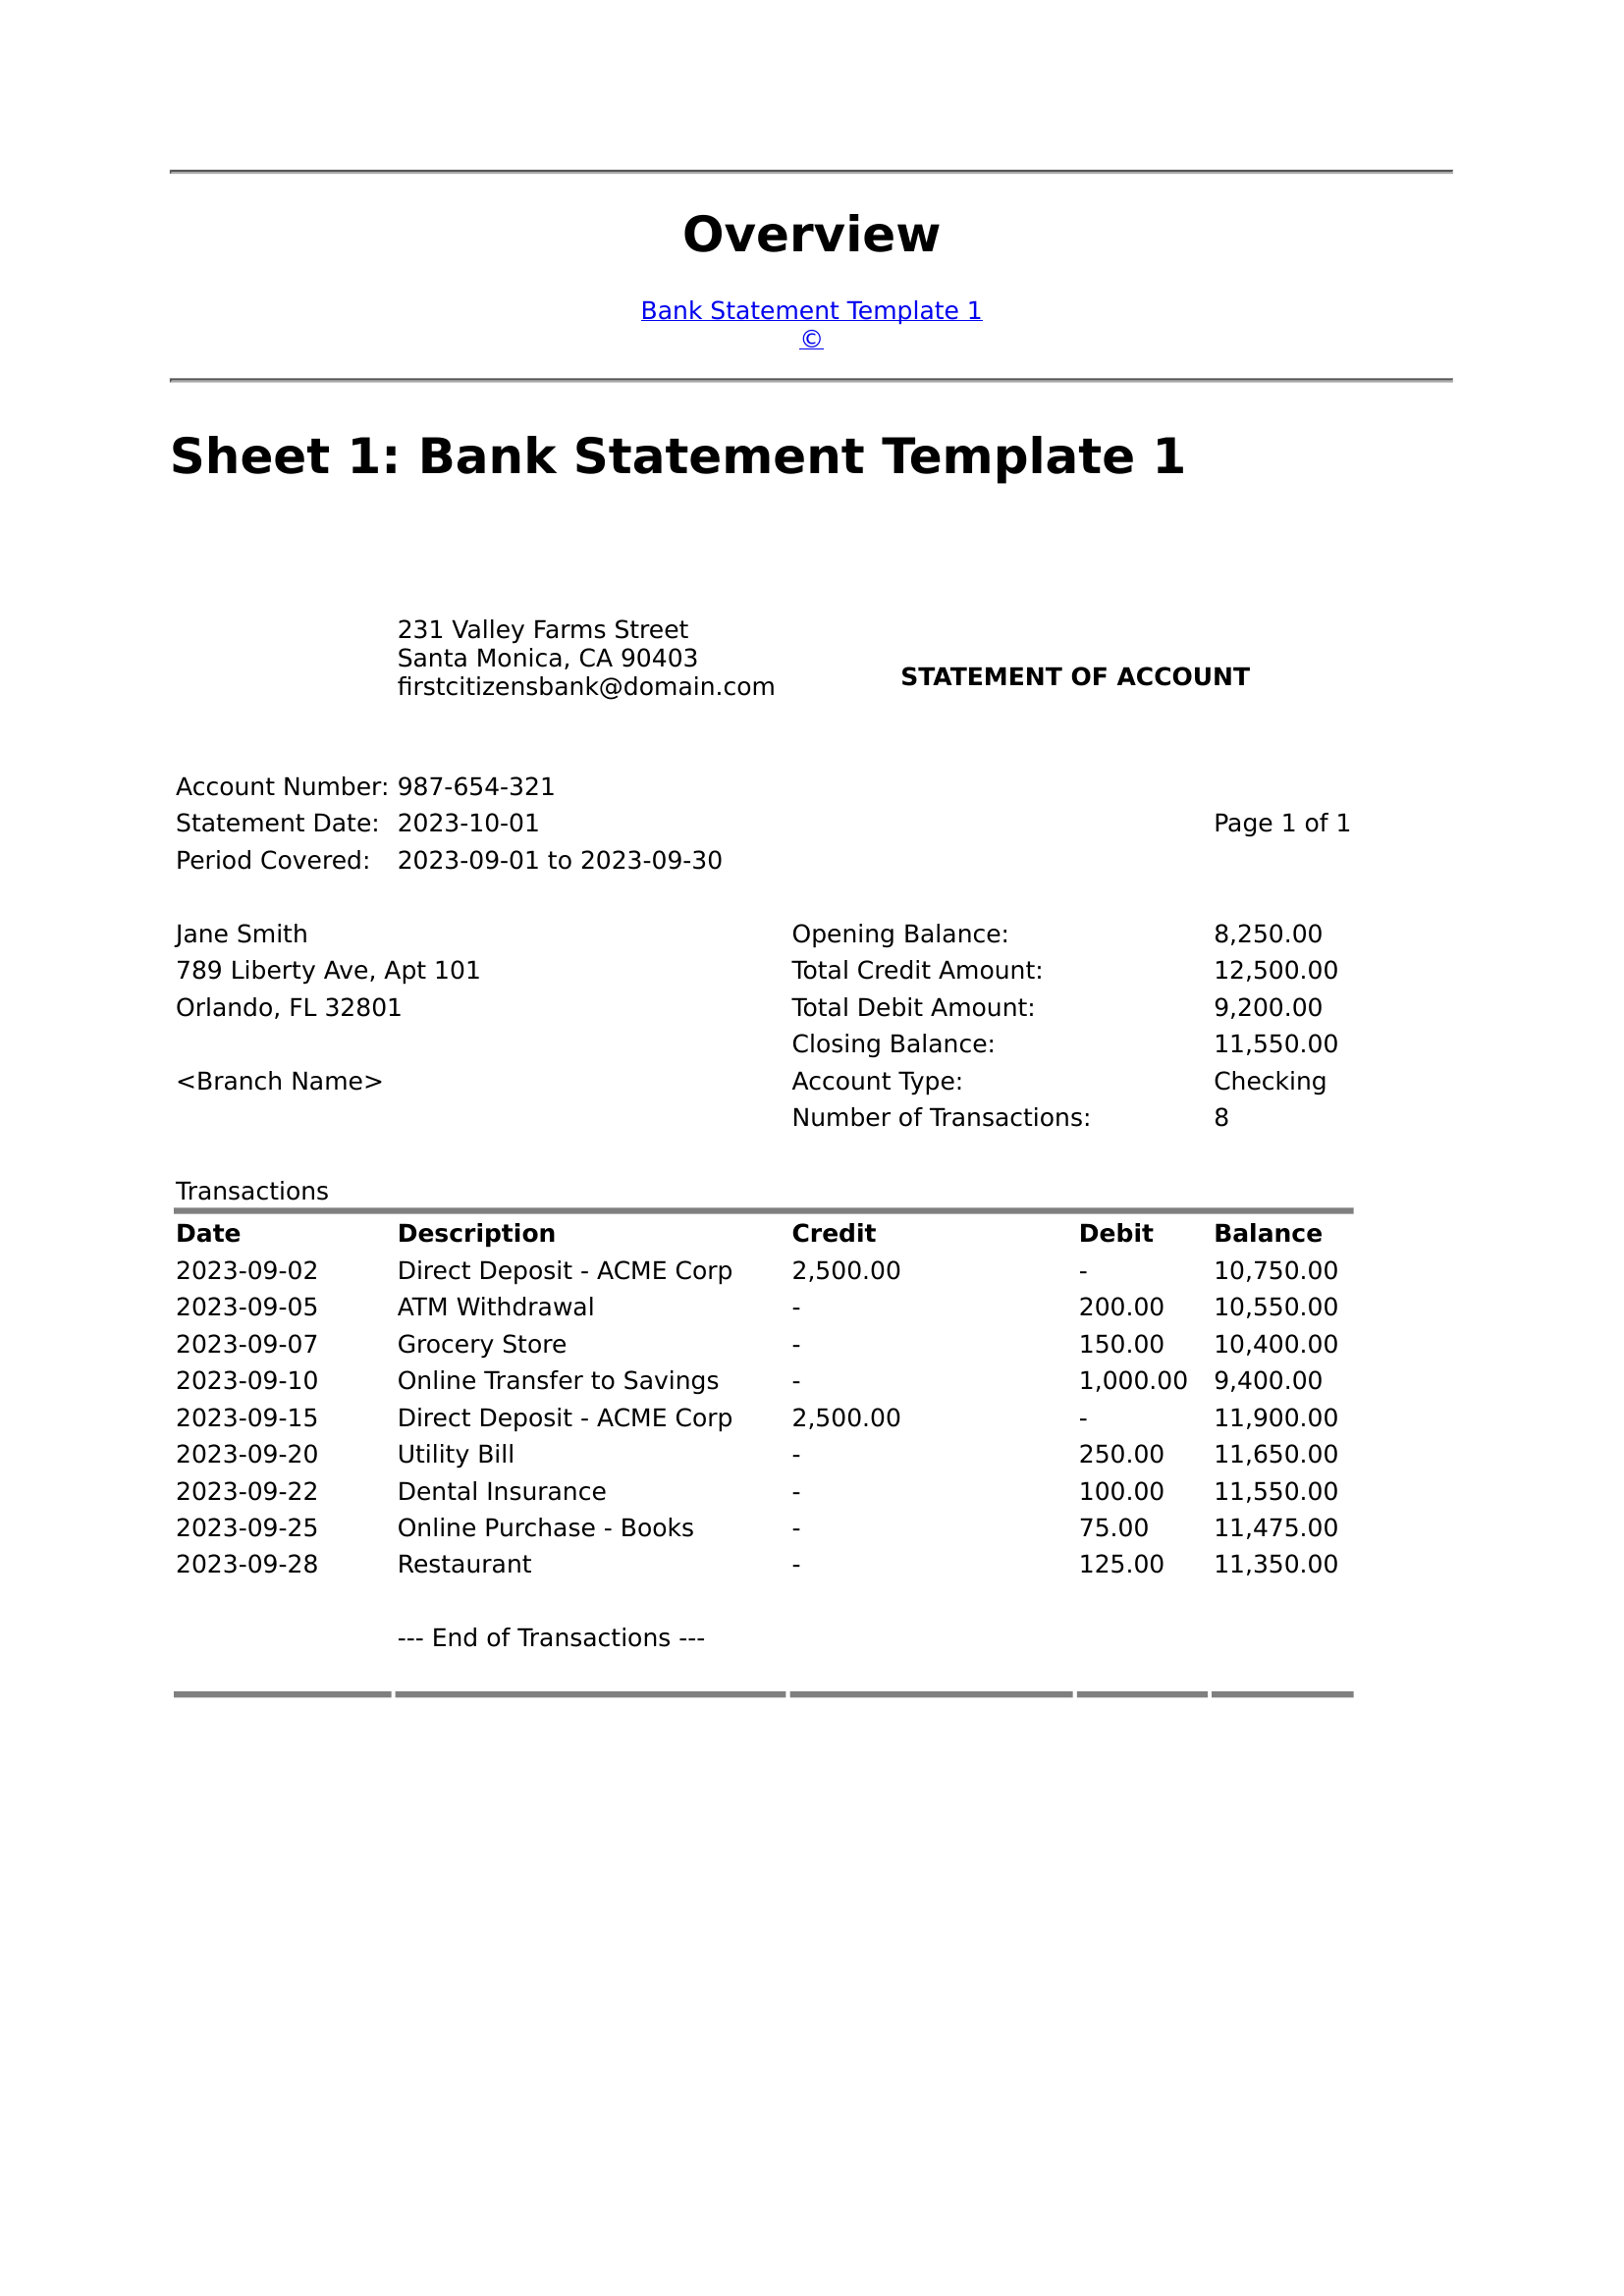 Overview
Bank Statement Template 1
©
Sheet 1: Bank Statement Template 1
231 Valley Farms Street
Santa Monica, CA 90403
firstcitizensbank@domain.com
STATEMENT OF ACCOUNT
Account Number: 987-654-321
Statement Date: 2023-10-01 Page 1 of 1
Period Covered: 2023-09-01 to 2023-09-30
Jane Smith Opening Balance: 8,250.00
789 Liberty Ave, Apt 101 Total Credit Amount: 12,500.00
Orlando, FL 32801 Total Debit Amount: 9,200.00
Closing Balance: 11,550.00
<Branch Name> Account Type: Checking
Number of Transactions: 8
Transactions
Date Description Credit Debit Balance
2023-09-02 Direct Deposit - ACME Corp 2,500.00 - 10,750.00
2023-09-05 ATM Withdrawal - 200.00 10,550.00
2023-09-07 Grocery Store - 150.00 10,400.00
2023-09-10 Online Transfer to Savings - 1,000.00 9,400.00
2023-09-15 Direct Deposit - ACME Corp 2,500.00 - 11,900.00
2023-09-20 Utility Bill - 250.00 11,650.00
2023-09-22 Dental Insurance - 100.00 11,550.00
2023-09-25 Online Purchase - Books - 75.00 11,475.00
2023-09-28 Restaurant - 125.00 11,350.00
--- End of Transactions ---